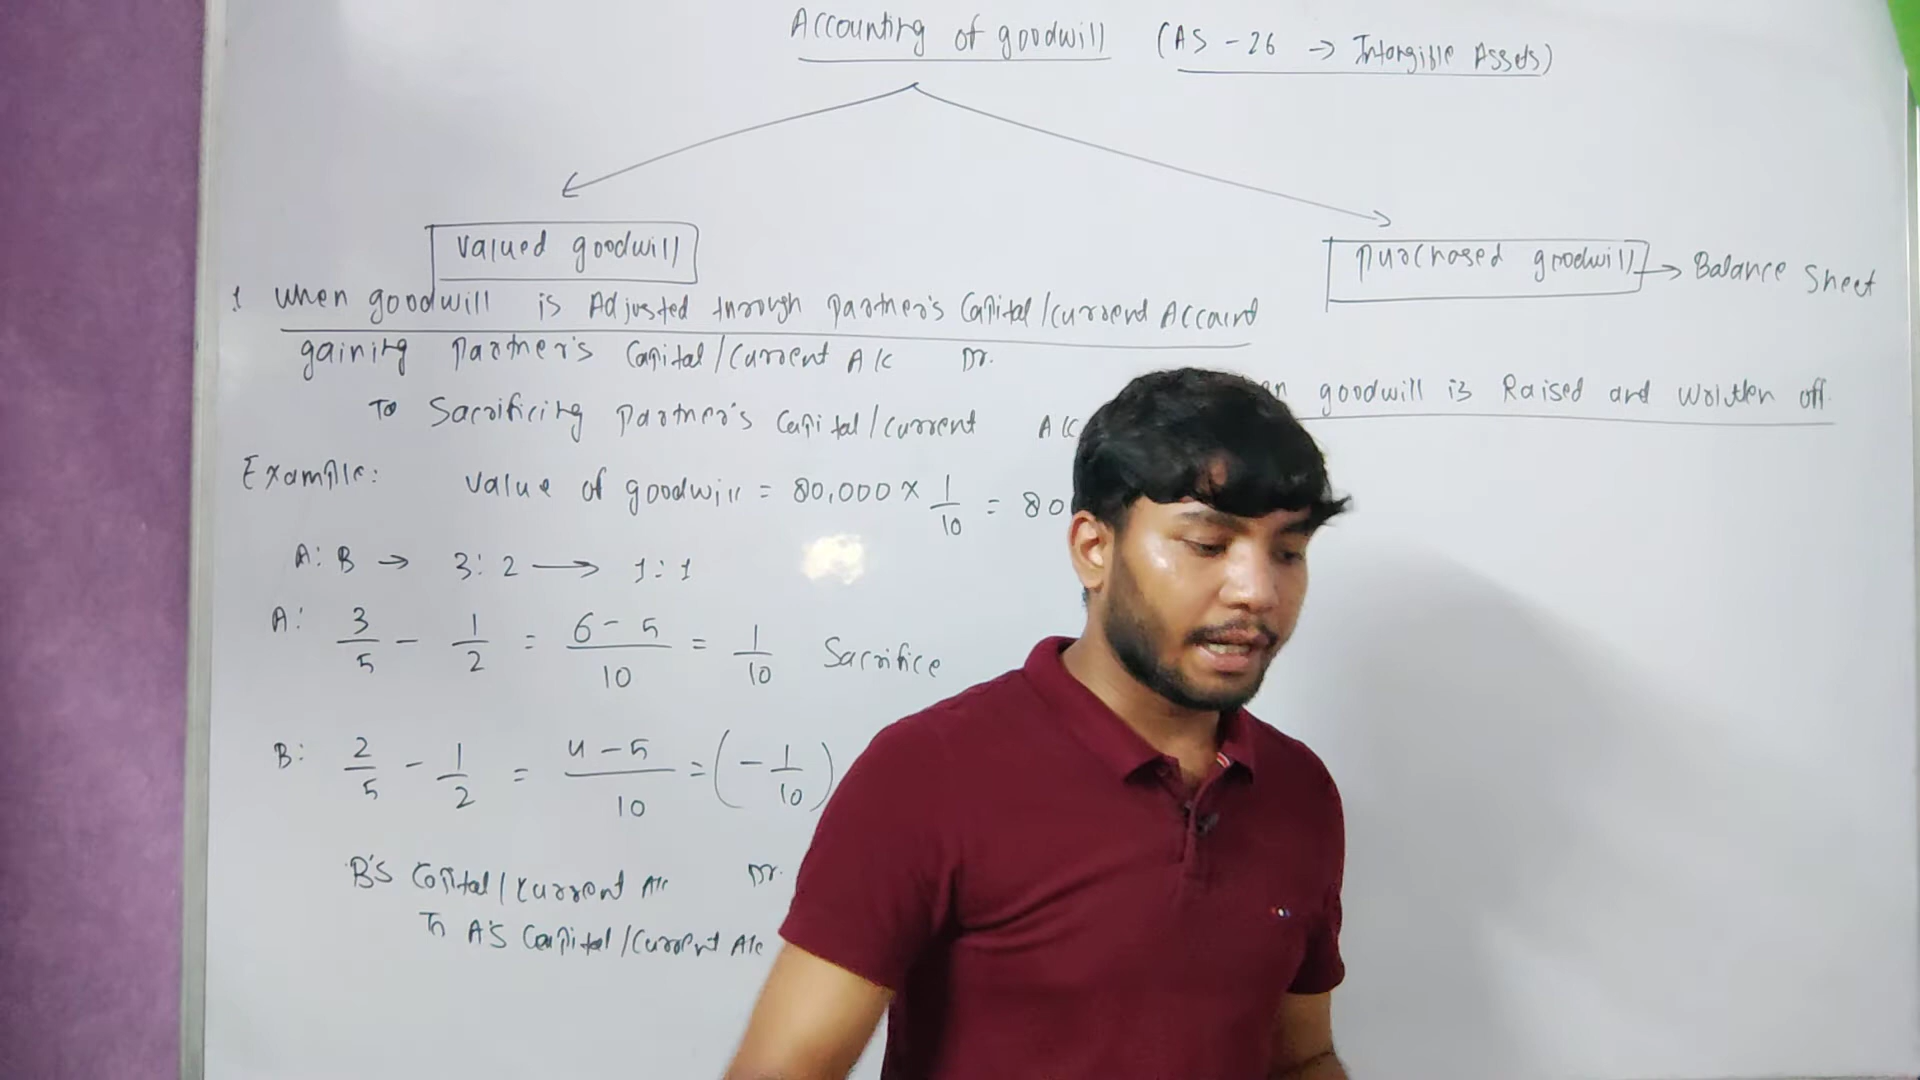 Accounting of goodwill (AS-26 → Intangible Assets)
Valued goodwill
Purchased goodwill → Balance Sheet
1 When goodwill is Adjusted through Partner's Capital/current Account
gaining Partner's Capital/Current A/c Dr.
To Sacrificing Partner's Capital/current A/c
goodwill is Raised and written off
Example: Value of goodwill = 80,000 × 1/10 = 80
A:B → 3:2 → 1:1
A: 3/5 - 1/2 = 6-5/10 = 1/10 Sacrifice
B: 2/5 - 1/2 = 4-5/10 = (-1/10)
B's Capital/Current A/c Dr.
To A's Capital/Current A/c